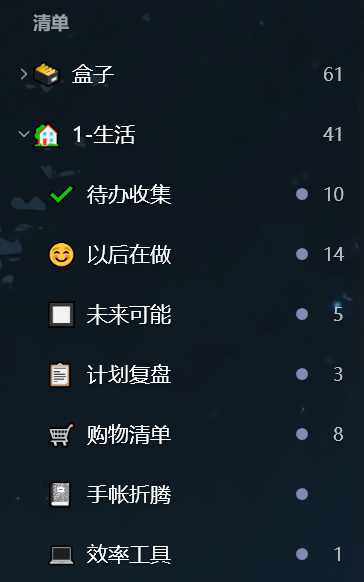 清单
盒子 61
1-生活 41
待办收集 10
以后在做 14
未来可能 5
计划复盘 3
购物清单 8
手帐折腾
效率工具 1